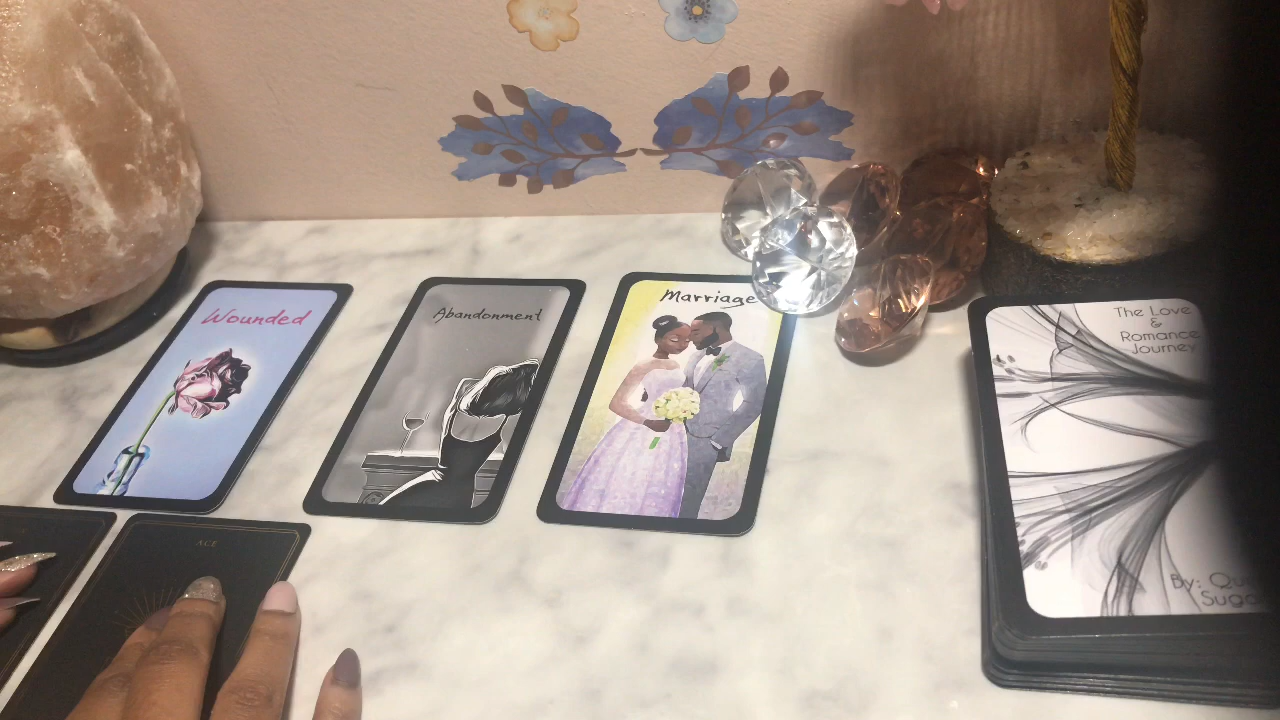 Wounded
Abandonment
Marriage
The Love
&
Romance
Journey
By:
ACE